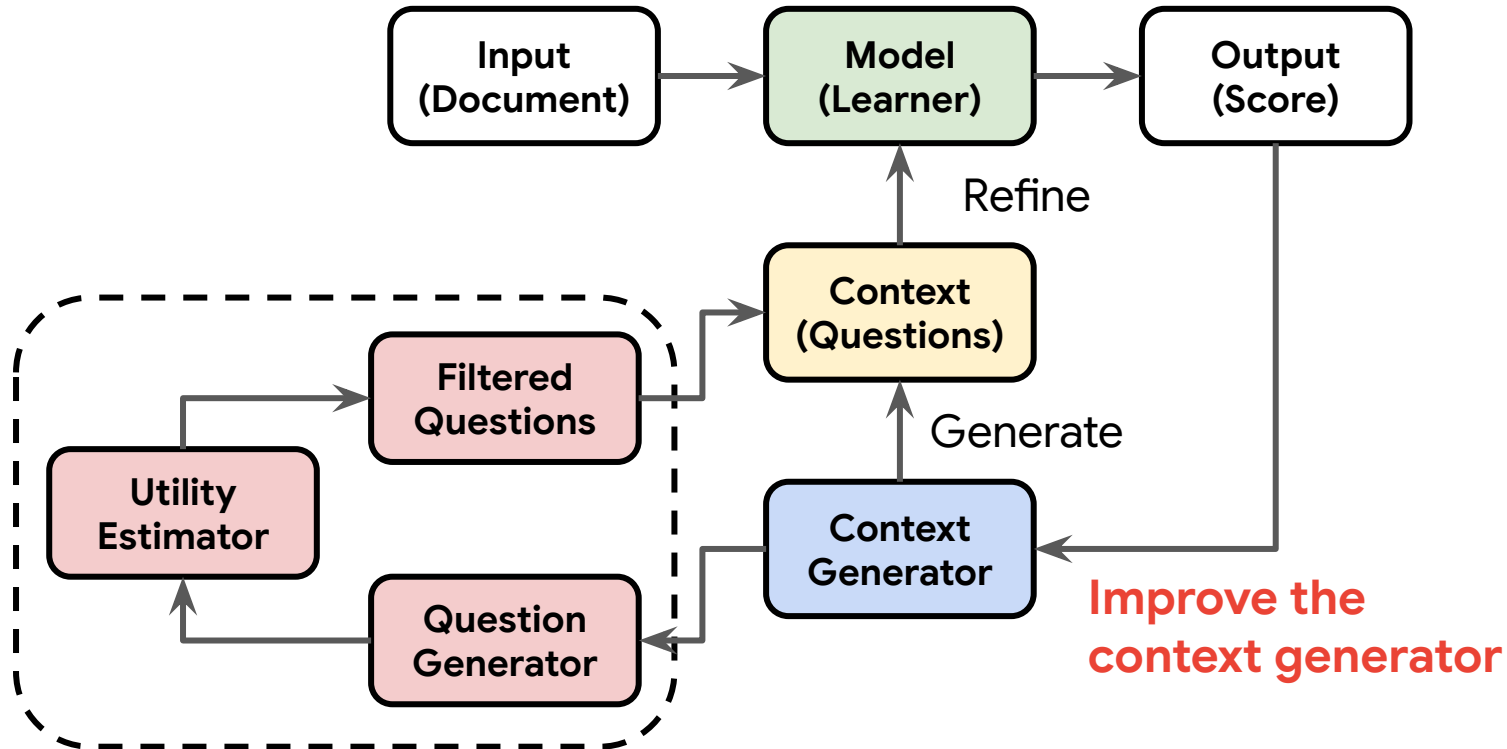 Input
(Document)
Model
(Learner)
Output
(Score)
Refine
Context
(Questions)
Filtered
Questions
Generate
Utility
Estimator
Context
Generator
Question
Generator
Improve the
context generator